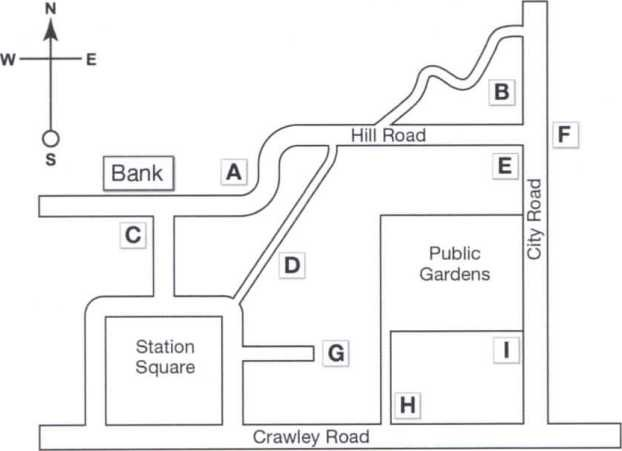 N
W
E
S
B
Hill Road
F
A
E
Bank
C
City Road
D
Public
Gardens
Station
Square
G
I
H
Crawley Road